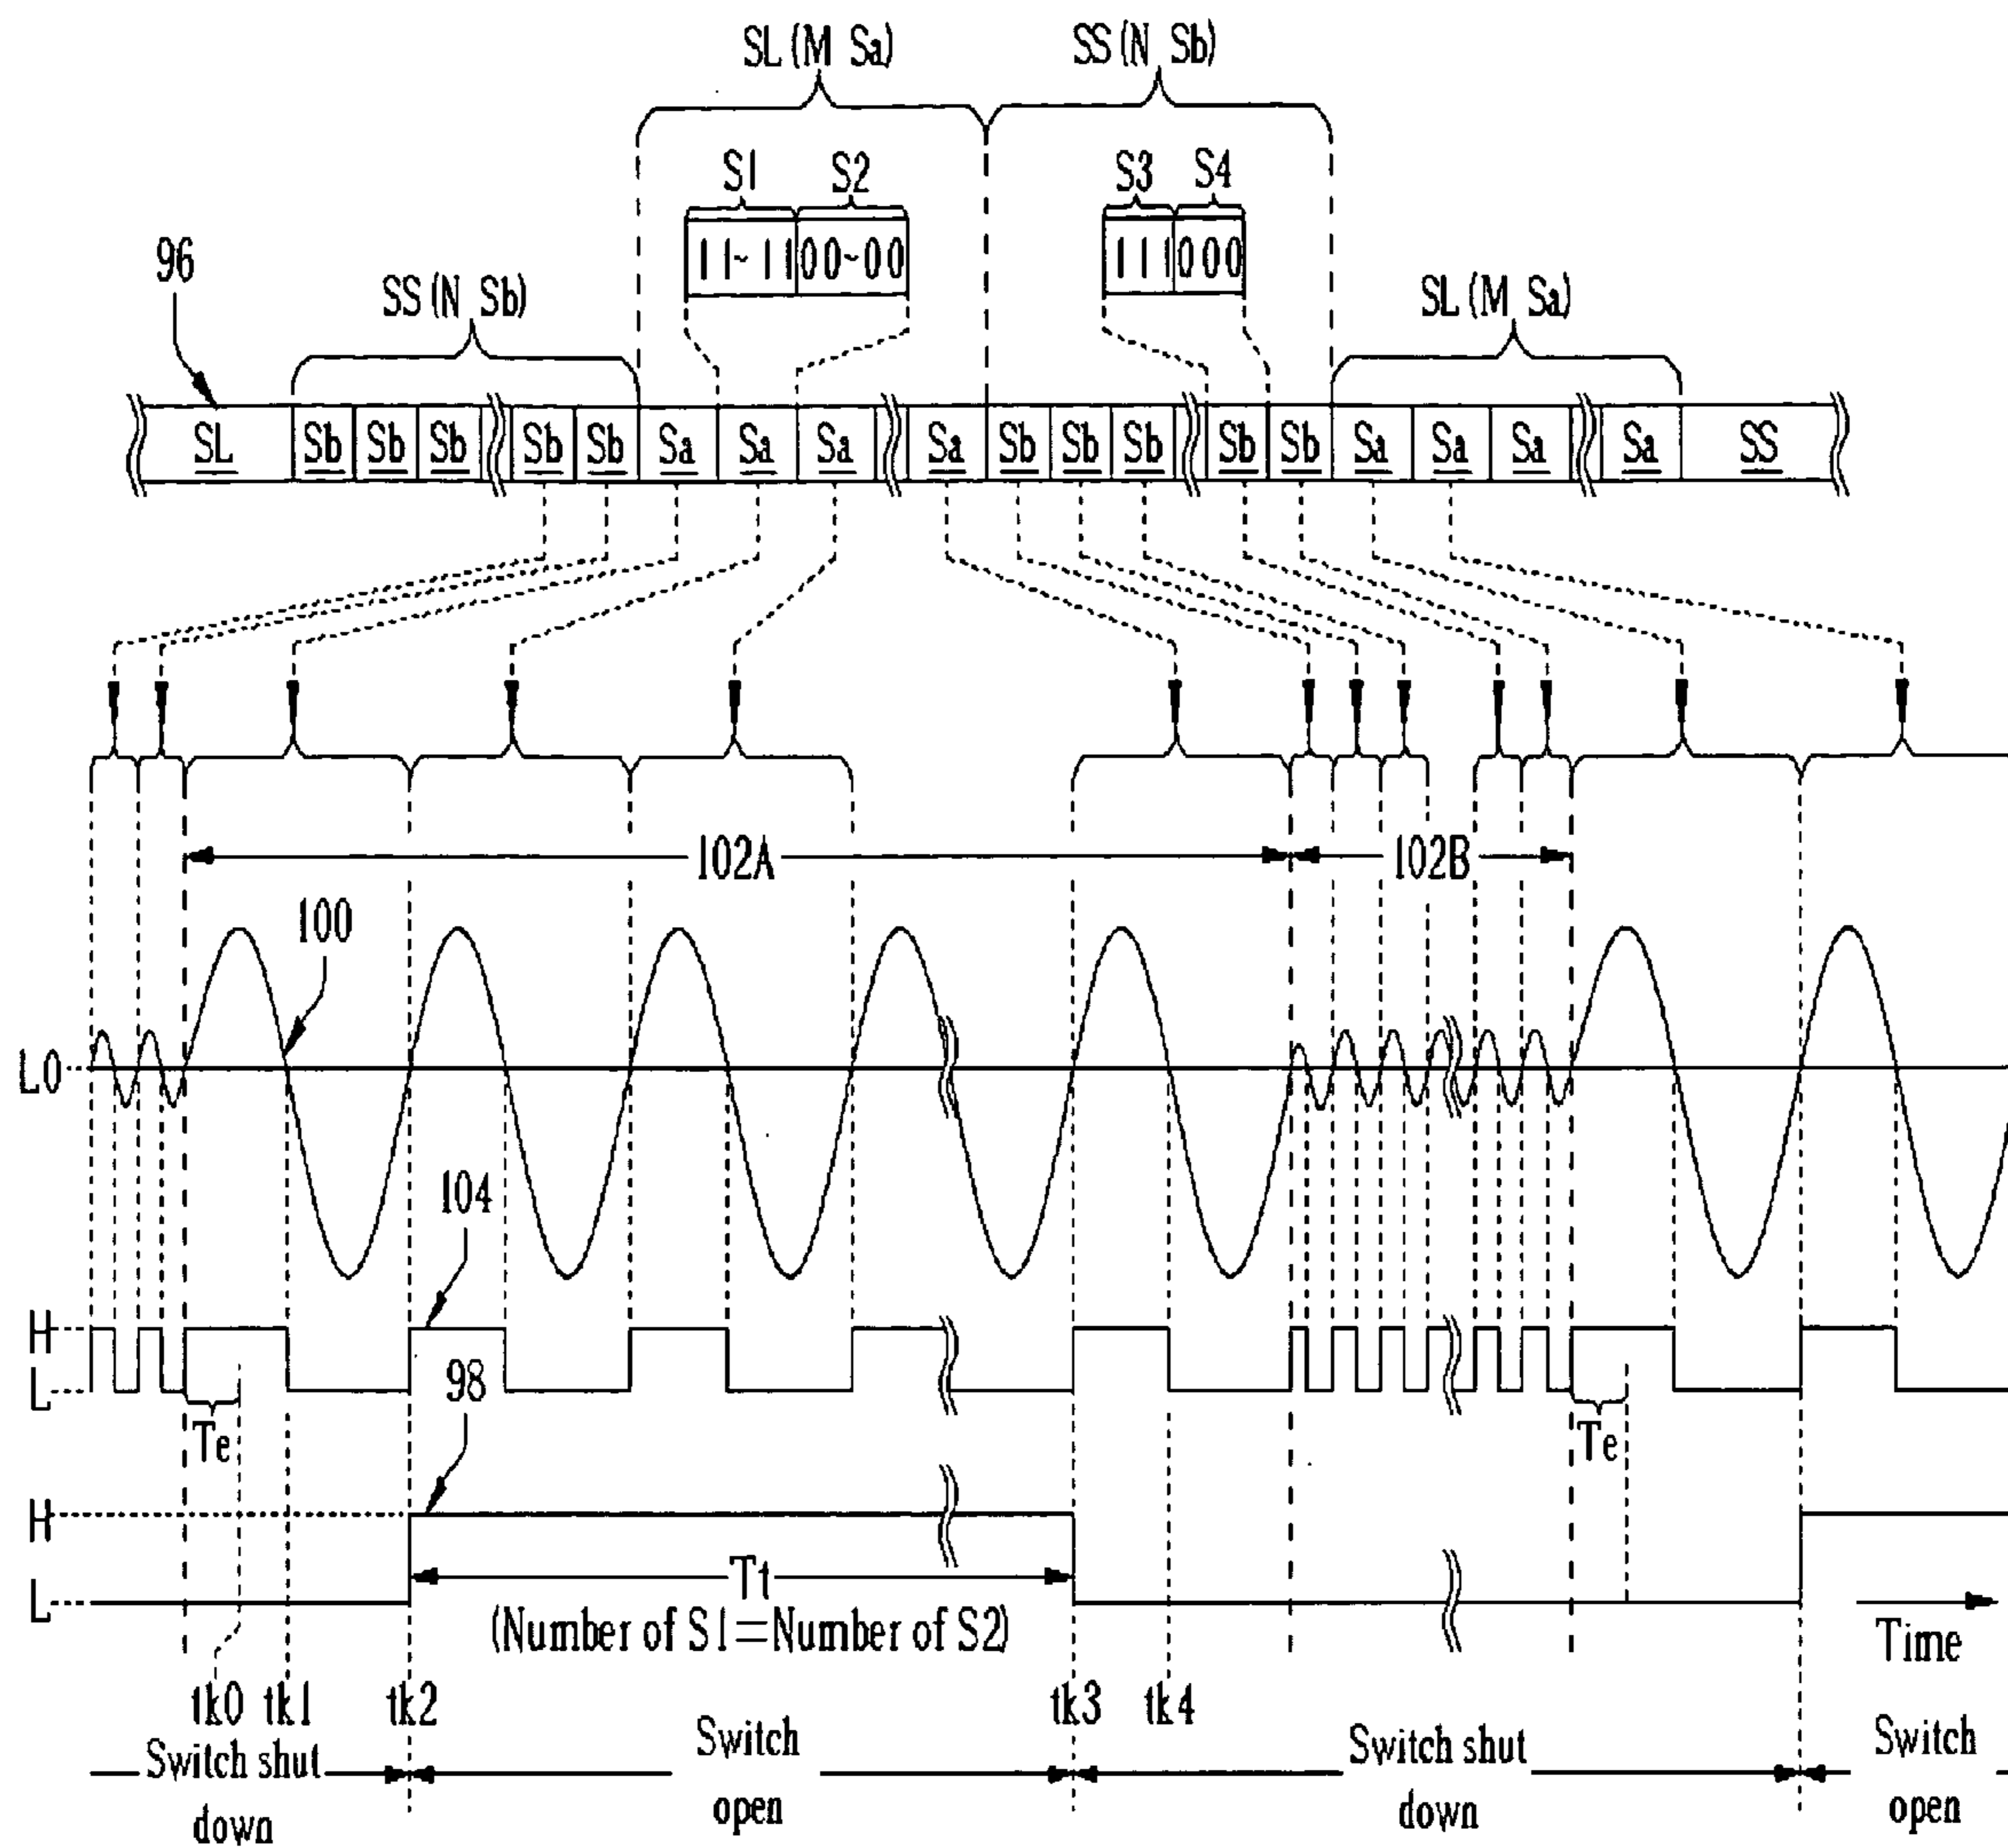 SL(M Sa) SS(N Sb)
S1 S2 S3 S4
11~11 00~00 111 000
96
SS(N Sb) SL(M Sa)
SL Sb Sb Sb Sb Sb Sa Sa Sa Sa Sb Sb Sb Sb Sb Sa Sa Sa Sa SS
102A 102B
100
L0
104
H
L
98
Te Te
H
Tt
L
(Number of S1=Number of S2)
Time
tk0 tk1 tk2 tk3 tk4
Switch shut down
Switch open
Switch shut down
Switch open